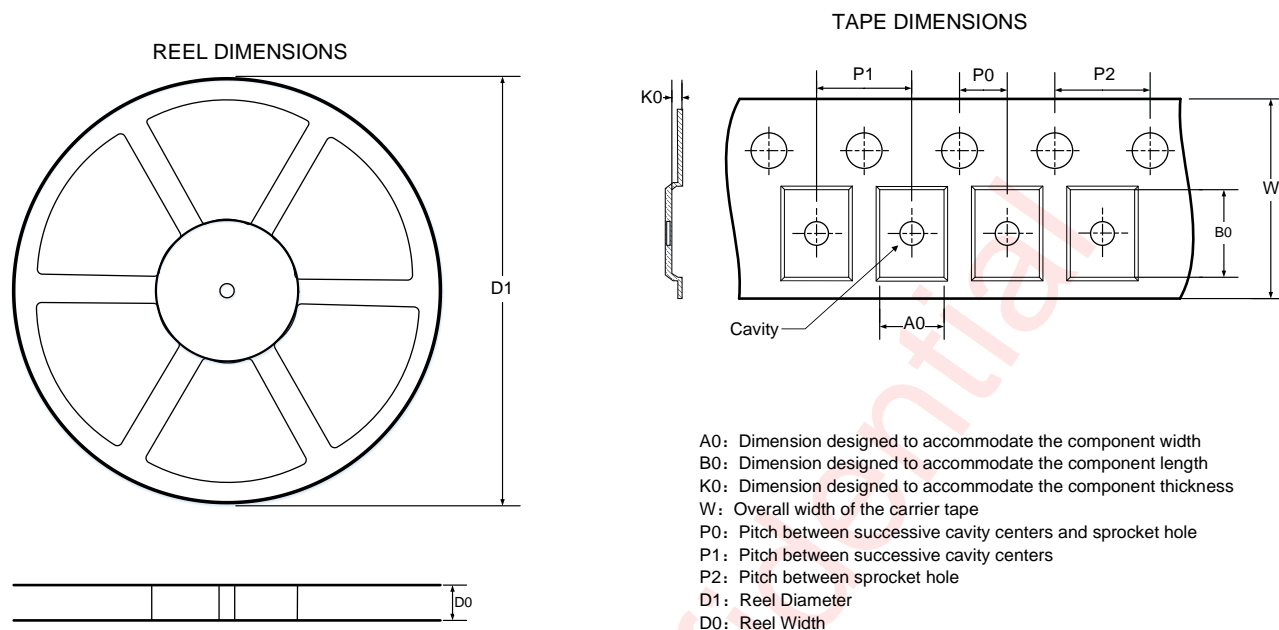 REEL DIMENSIONS
D1
D0
TAPE DIMENSIONS
K0
P1
P0
P2
W
B0
Cavity
A0
A0：Dimension designed to accommodate the component width
B0：Dimension designed to accommodate the component length
K0：Dimension designed to accommodate the component thickness
W：Overall width of the carrier tape
P0：Pitch between successive cavity centers and sprocket hole
P1：Pitch between successive cavity centers
P2：Pitch between sprocket hole
D1：Reel Diameter
D0：Reel Width
fidential